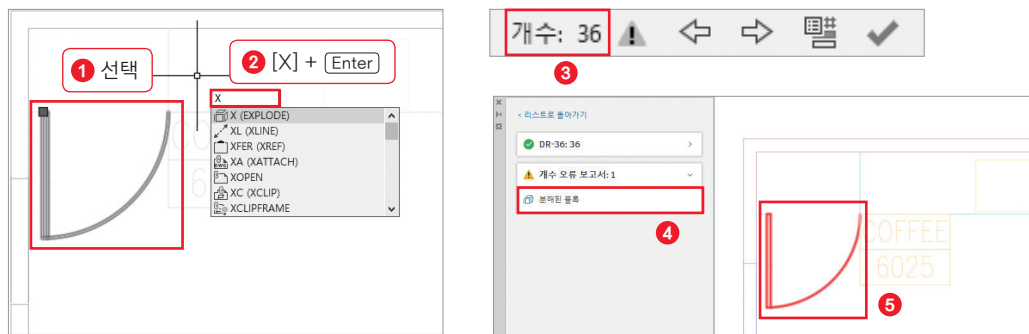 1 선택
2 [X] + Enter
X
X (EXPLODE)
XL (XLINE)
XFER (XREF)
XA (XATTACH)
XOPEN
XC (XCLIP)
XCLIPFRAME
CO
6
개수: 36
3
< 리스트로 돌아가기
DR-36: 36
개수 오류 보고서: 1
분해된 블록
4
COFFEE
6025
5